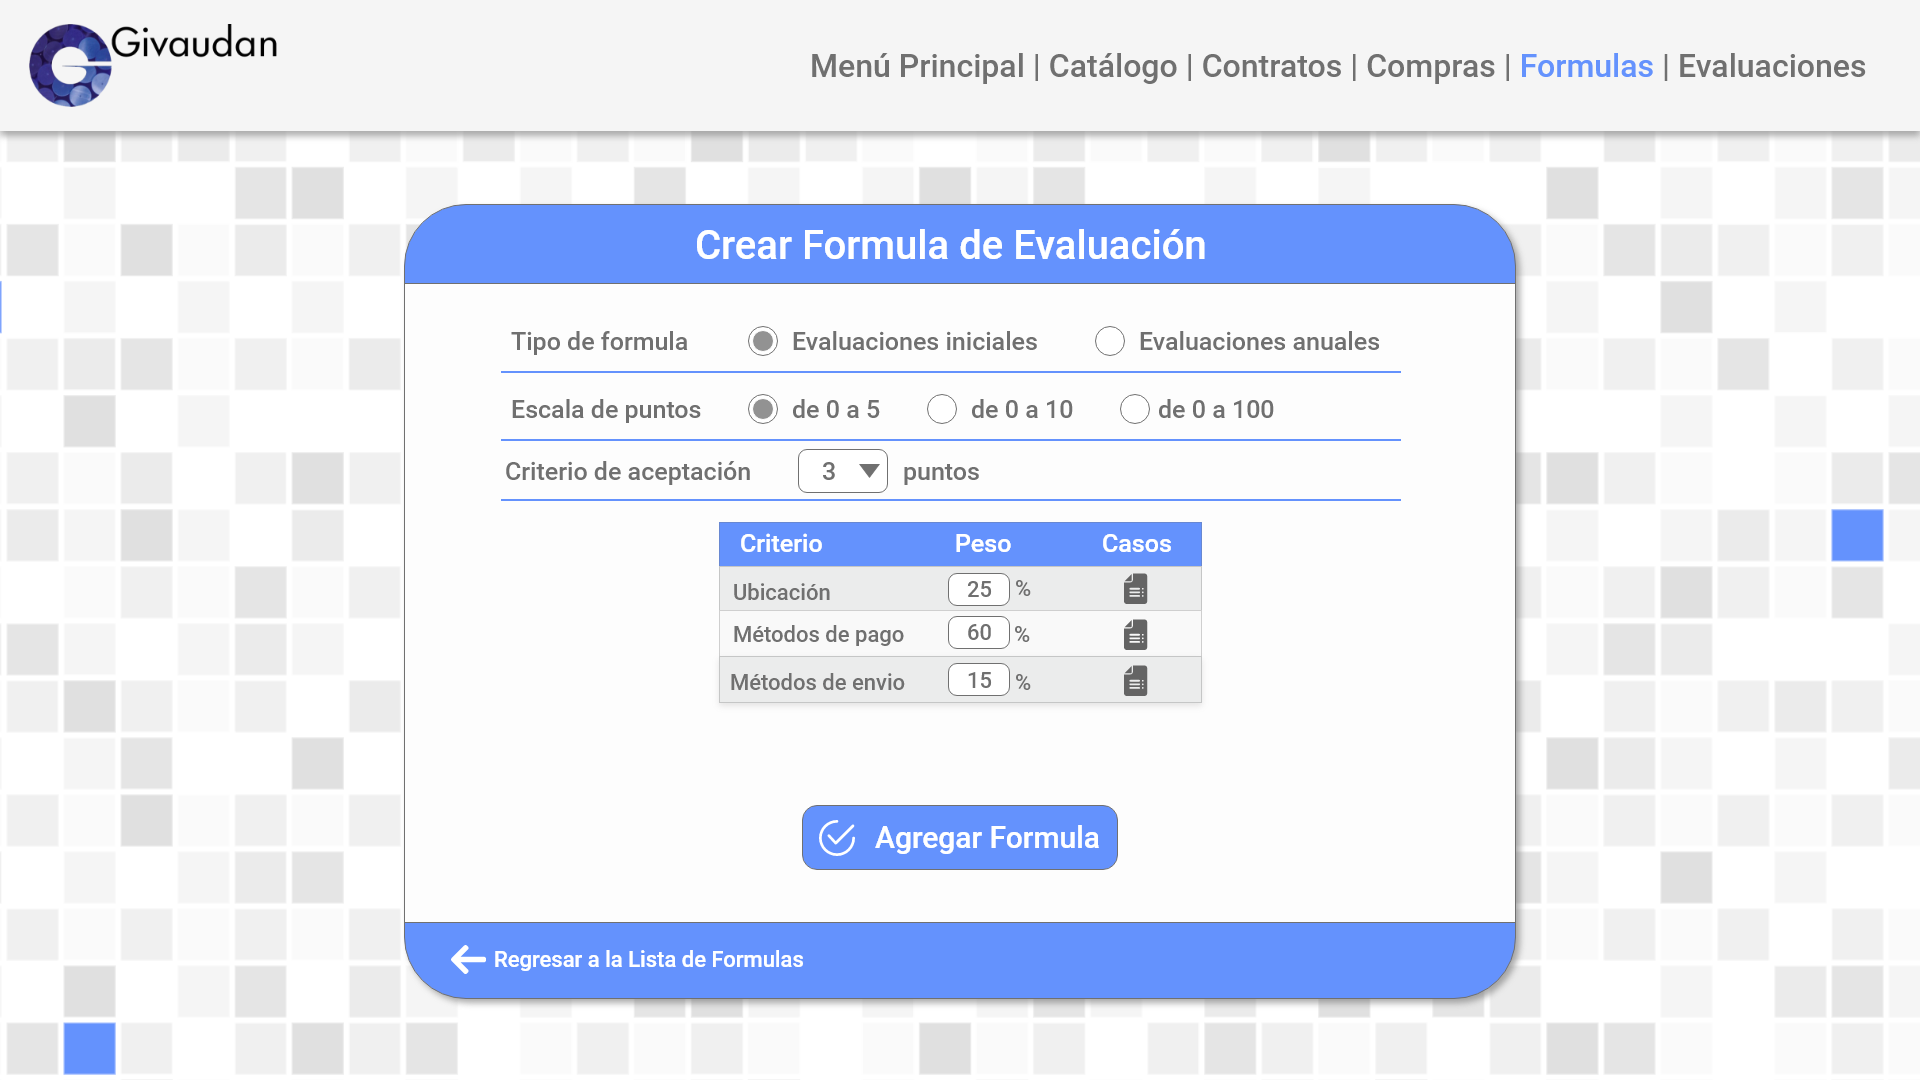 Givaudan
Menú Principal | Catálogo | Contratos | Compras | Formulas | Evaluaciones
Crear Formula de Evaluación
Tipo de formula Evaluaciones iniciales Evaluaciones anuales
Escala de puntos de 0 a 5 de 0 a 10 de 0 a 100
Criterio de aceptación 3 puntos
Criterio Peso Casos
Ubicación 25 %
Métodos de pago 60 %
Métodos de envio 15 %
Agregar Formula
Regresar a la Lista de Formulas